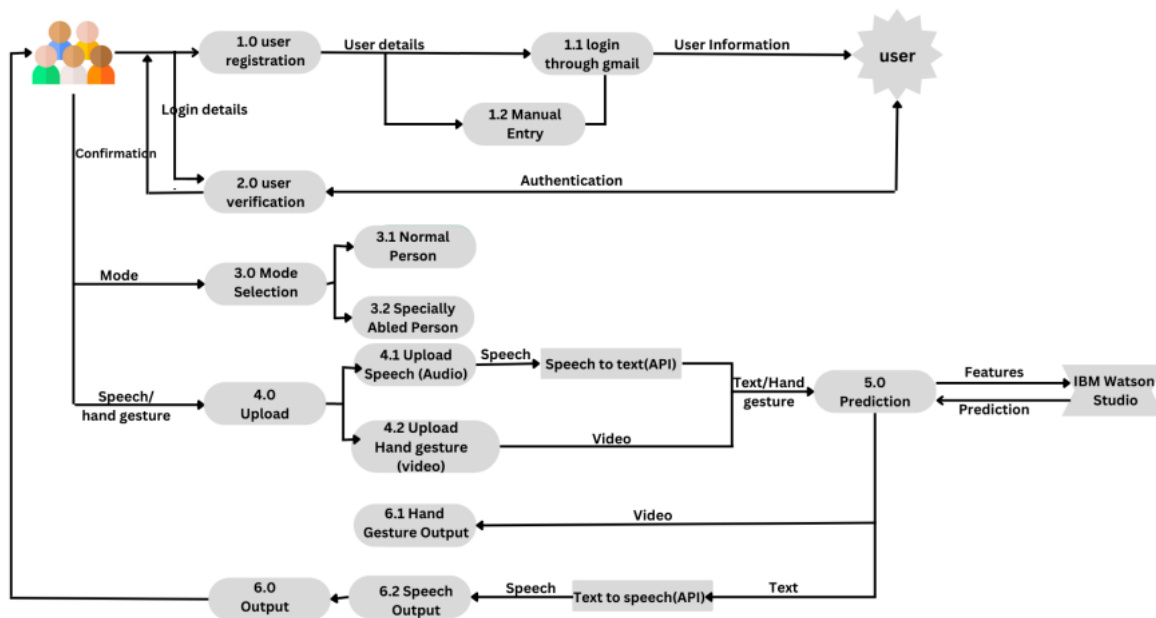 1.0 user
registration
User details
1.1 login
through gmail
User Information
user
Login details
1.2 Manual
Entry
Confirmation
2.0 user
verification
Authentication
3.1 Normal
Person
Mode
3.0 Mode
Selection
3.2 Specially
Abled Person
4.1 Upload
Speech (Audio)
Speech
Speech to text(API)
Speech/
hand gesture
4.0
Upload
Text/Hand
gesture
5.0
Prediction
Features
Prediction
IBM Watson
Studio
4.2 Upload
Hand gesture
(video)
Video
6.1 Hand
Gesture Output
Video
6.0
Output
6.2 Speech
Output
Speech
Text to speech(API)
Text